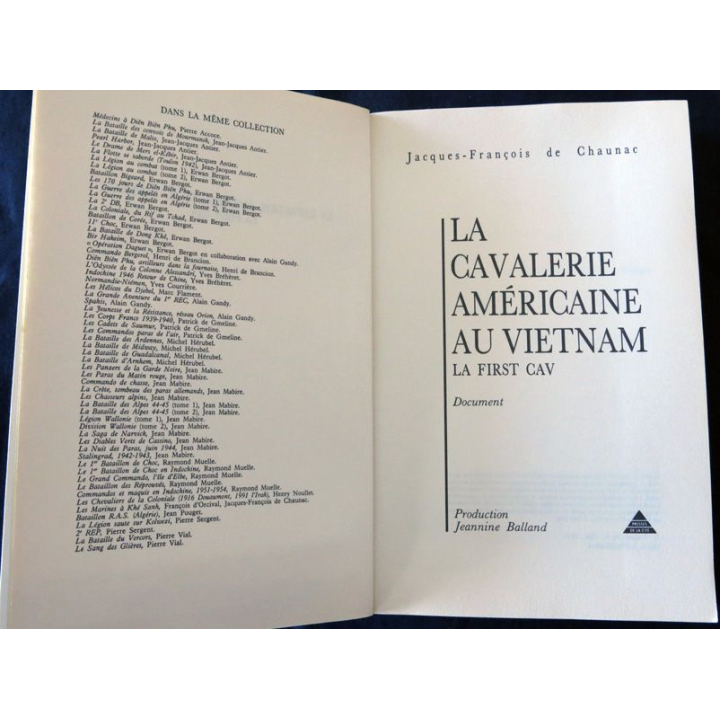 DANS LA MÊME COLLECTION
Médecins à Diên Biên Phu, Pierre Accoce.
La Bataille des convois de Mourmansk, Jean-Jacques Antier.
La Bataille de Malte, Jean-Jacques Antier.
Pearl Harbor, Jean-Jacques Antier.
Le Drame de Mers el-Kébir, Jean-Jacques Antier.
La Flotte se saborde (Toulon 1942), Jean-Jacques Antier.
La Légion au combat (tome 1), Erwan Bergot.
La Légion au combat (tome 2), Erwan Bergot.
Bataillon Bigeard, Erwan Bergot.
Les 170 jours de Diên Biên Phu, Erwan Bergot.
La Guerre des appelés en Algérie (tome 1), Erwan Bergot.
La Guerre des appelés en Algérie (tome 2), Erwan Bergot.
La 2e DB, Erwan Bergot.
La Coloniale, du Rif au Tchad, Erwan Bergot.
Bataillon de Corée, Erwan Bergot.
11e Choc, Erwan Bergot.
La Bataille de Dong Khê, Erwan Bergot.
Bir Hakeim, Erwan Bergot.
« Opération Daguet », Erwan Bergot en collaboration avec Alain Gandy.
Commando Bergerol, Henri de Brancion.
Diên Biên Phu, artilleurs dans la fournaise, Henri de Brancion.
L'Odyssée de la Colonne Alessandri, Yves Bréhèret.
Indochine 1946 Retour de Chine, Yves Bréhèret.
Normandie-Niémen, Yves Courrière.
Les Hélicos du Djebel, Marc Flament.
La Grande Aventure du 1er REC, Alain Gandy.
Spahis, Alain Gandy.
La Jeunesse et la Résistance, réseau Orion, Alain Gandy.
Les Corps Francs 1939-1940, Patrick de Gmeline.
Les Cadets de Saumur, Patrick de Gmeline.
Les Commandos paras de l'air, Patrick de Gmeline.
La Bataille des Ardennes, Michel Hérubel.
La Bataille de Midway, Michel Hérubel.
La Bataille de Guadalcanal, Michel Hérubel.
La Bataille d'Arnhem, Michel Hérubel.
Les Panzers de la Garde Noire, Jean Mabire.
Les Paras du Matin rouge, Jean Mabire.
Commando de chasse, Jean Mabire.
La Crète, tombeau des paras allemands, Jean Mabire.
Les Chasseurs alpins, Jean Mabire.
La Bataille des Alpes 44-45 (tome 1), Jean Mabire.
La Bataille des Alpes 44-45 (tome 2), Jean Mabire.
Légion Wallonie (tome 1), Jean Mabire.
Division Wallonie (tome 2), Jean Mabire.
La Saga de Narvich, Jean Mabire.
Les Diables Verts de Cassino, Jean Mabire.
La Nuit des Paras, juin 1944, Jean Mabire.
Stalingrad, 1942-1943, Jean Mabire.
Le 1er Bataillon de Choc, Raymond Muelle.
Le 1er Bataillon de Choc en Indochine, Raymond Muelle.
Le Grand Commando, l'île d'Elbe, Raymond Muelle.
Le Bataillon des Réprouvés, Raymond Muelle.
Commandos et maquis en Indochine, 1951-1954, Raymond Muelle.
Les Chevaliers de la Coloniale (1916 Douaumont, 1991 l'Irak), Henry Noullet.
Les Marines à Khê Sanh, François d'Orcival, Jacques-François de Chaunac.
Bataillon R.A.S. (Algérie), Jean Pouget.
La Légion saute sur Kolwezi, Pierre Sergent.
2e REP, Pierre Sergent.
La Bataille du Vercors, Pierre Vial.
Le Sang des Glières, Pierre Vial.
Jacques-François de Chaunac
LA
CAVALERIE
AMÉRICAINE
AU VIETNAM
LA FIRST CAV
Document
Production
Jeannine Balland
PRESSES
DE LA CITÉ